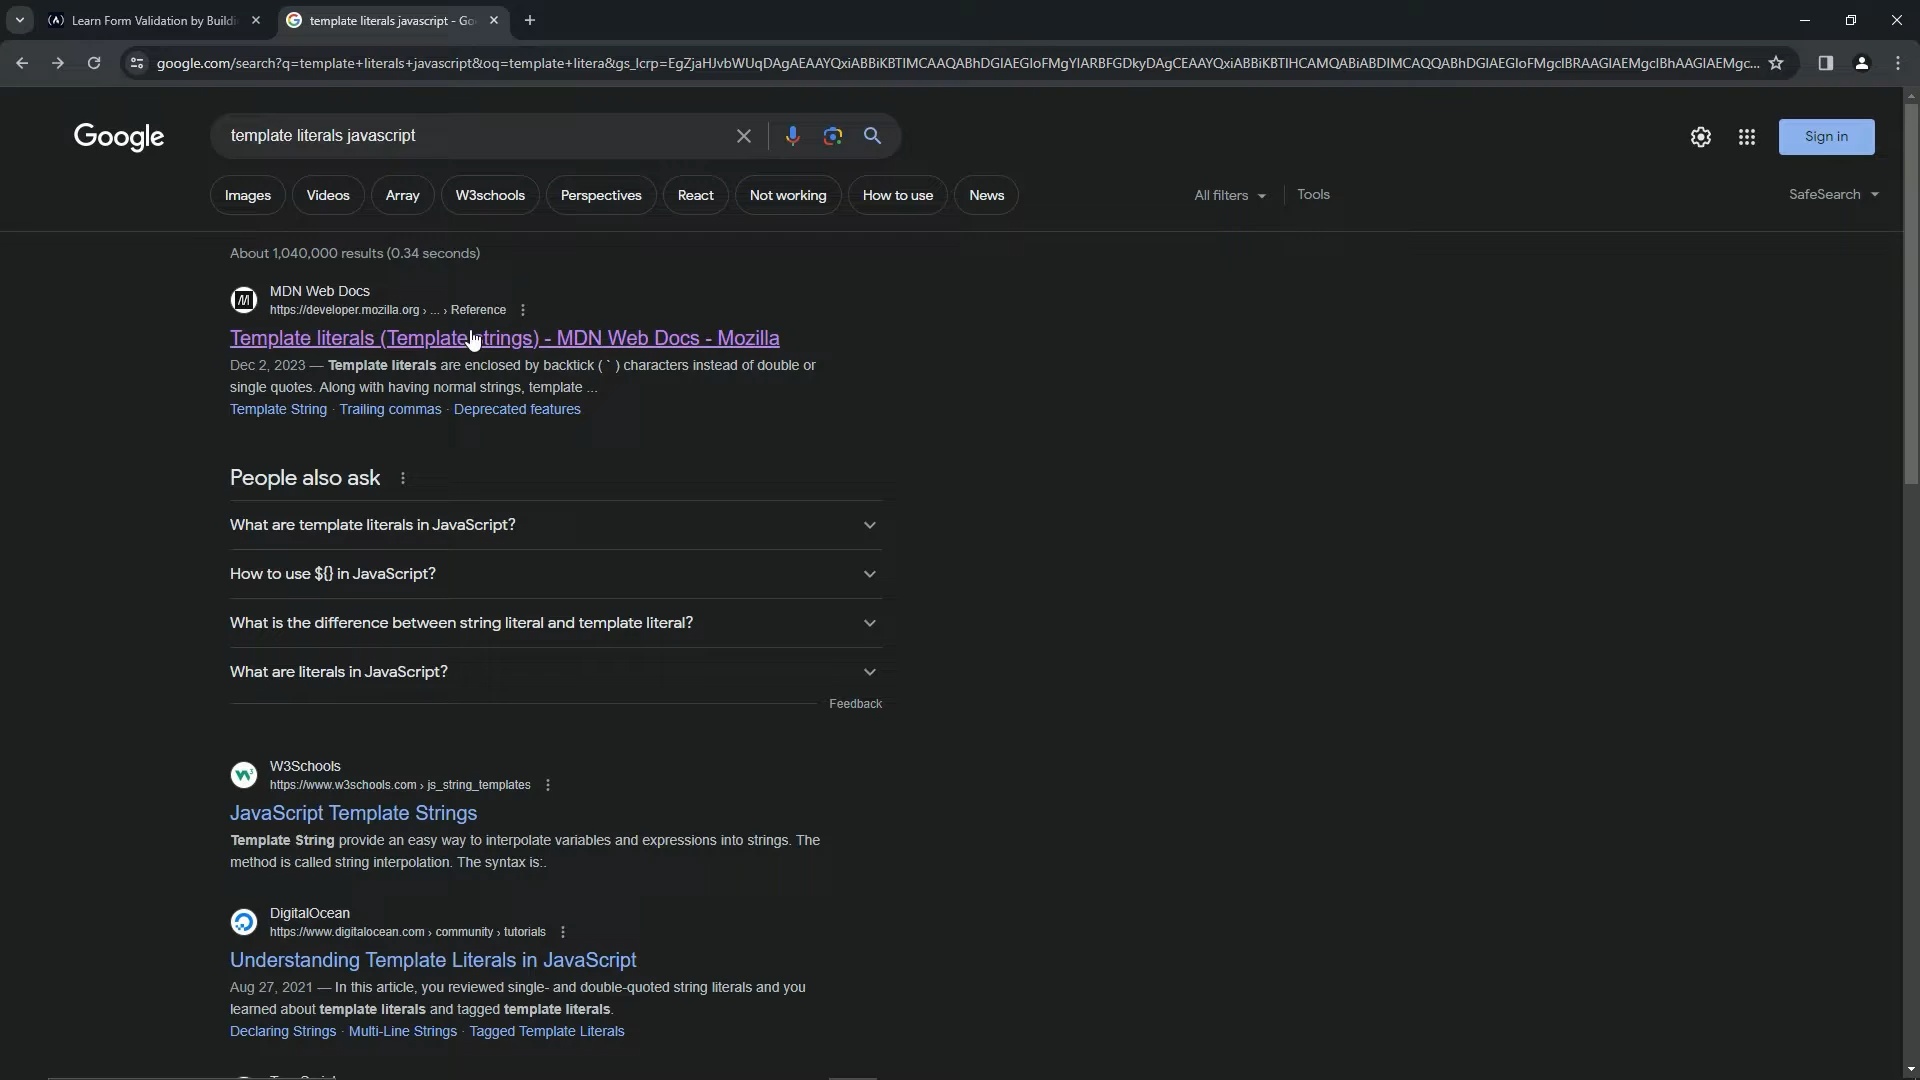 Learn Form Validation by Buildi
template literals javascript - Go
google.com/search?q=template+literals+javascript&oq=template+litera&gs_lcrp=EgZjaHJvbWUqDAgAEAAYQxiABBiKBTIMCAAQABhDGIAEGIoFMgYIARBFGDkyDAgCEAAYQxiABBiKBTIHCAMQABiABDIMCAQQABhDGIAEGIoFMgcIBRAAGIAEMgcIBhAAGIAEMgc...
Google
template literals javascript
Sign in
Images
Videos
Array
W3schools
Perspectives
React
Not working
How to use
News
All filters
Tools
SafeSearch
About 1,040,000 results (0.34 seconds)
MDN Web Docs
https://developer.mozilla.org › ... › Reference
Template literals (Template strings) - MDN Web Docs - Mozilla
Dec 2, 2023 — Template literals are enclosed by backtick ( ` ) characters instead of double or
single quotes. Along with having normal strings, template ...
Template String · Trailing commas · Deprecated features
People also ask
What are template literals in JavaScript?
How to use ${} in JavaScript?
What is the difference between string literal and template literal?
What are literals in JavaScript?
Feedback
W3Schools
https://www.w3schools.com › js_string_templates
JavaScript Template Strings
Template String provide an easy way to interpolate variables and expressions into strings. The
method is called string interpolation. The syntax is:.
DigitalOcean
https://www.digitalocean.com › community › tutorials
Understanding Template Literals in JavaScript
Aug 27, 2021 — In this article, you reviewed single- and double-quoted string literals and you
learned about template literals and tagged template literals.
Declaring Strings · Multi-Line Strings · Tagged Template Literals